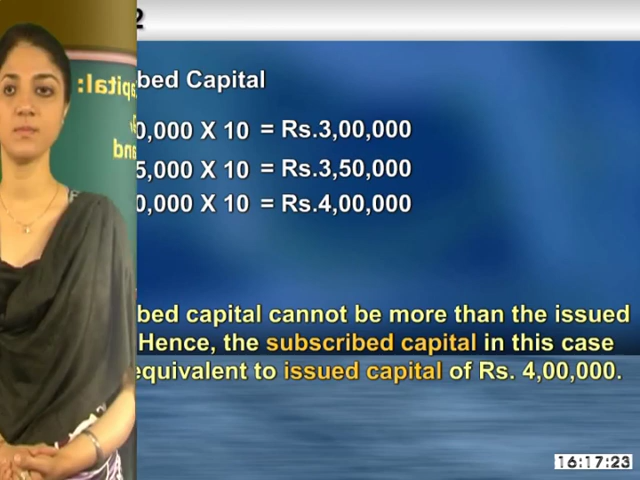 2
bed Capital
0,000 X 10 = Rs.3,00,000
5,000 X 10 = Rs.3,50,000
0,000 X 10 = Rs.4,00,000
bed capital cannot be more than the issued
Hence, the subscribed capital in this case
equivalent to issued capital of Rs. 4,00,000.
16:17:23